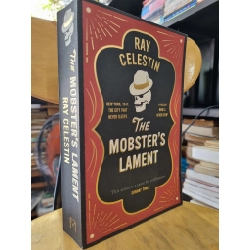 THE MOBSTER'S LAMENT
RAY CELESTIN
RAY
CELESTIN
NEW YORK, 1947.
THE CITY THAT
NEVER SLEEPS
THE
MOBSTER'S
LAMENT